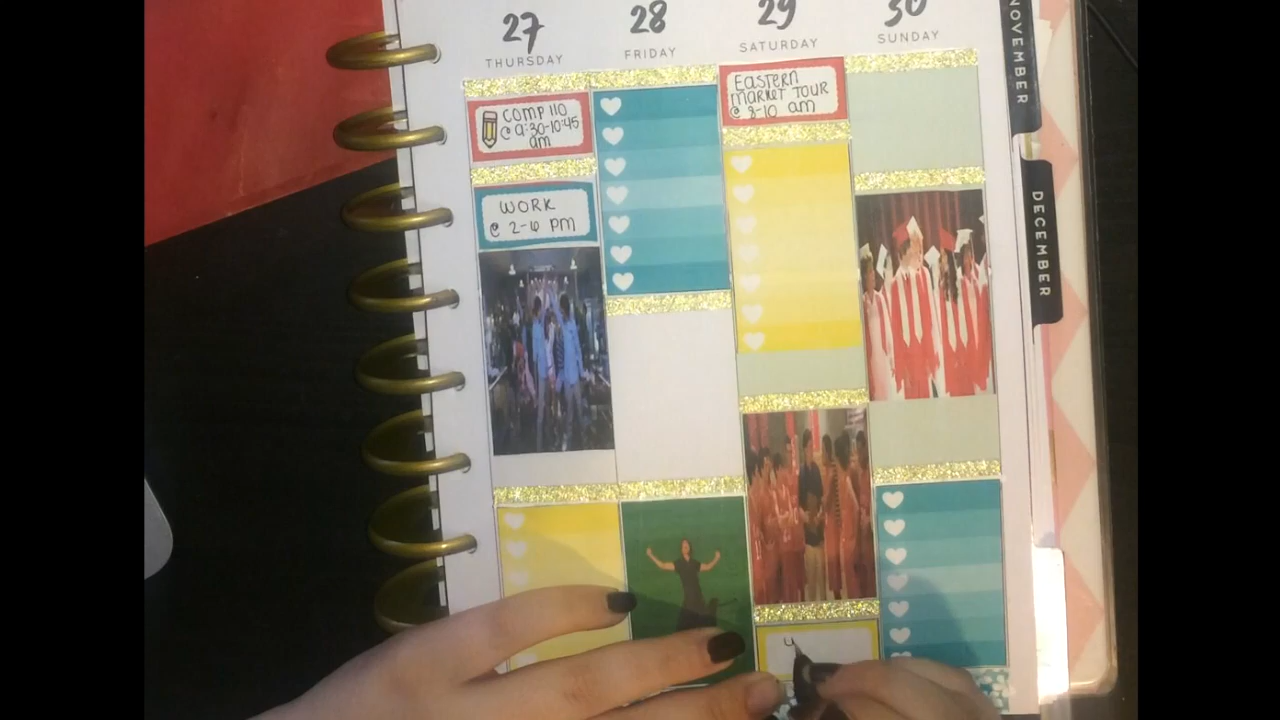 27
28
29
30
THURSDAY
FRIDAY
SATURDAY
SUNDAY
COMP 110
@ 9:30-10:45
am
WORK
@ 2-6 PM
EASTERN
MARKET TOUR
@ 8-10 am
NOVEMBER
DECEMBER